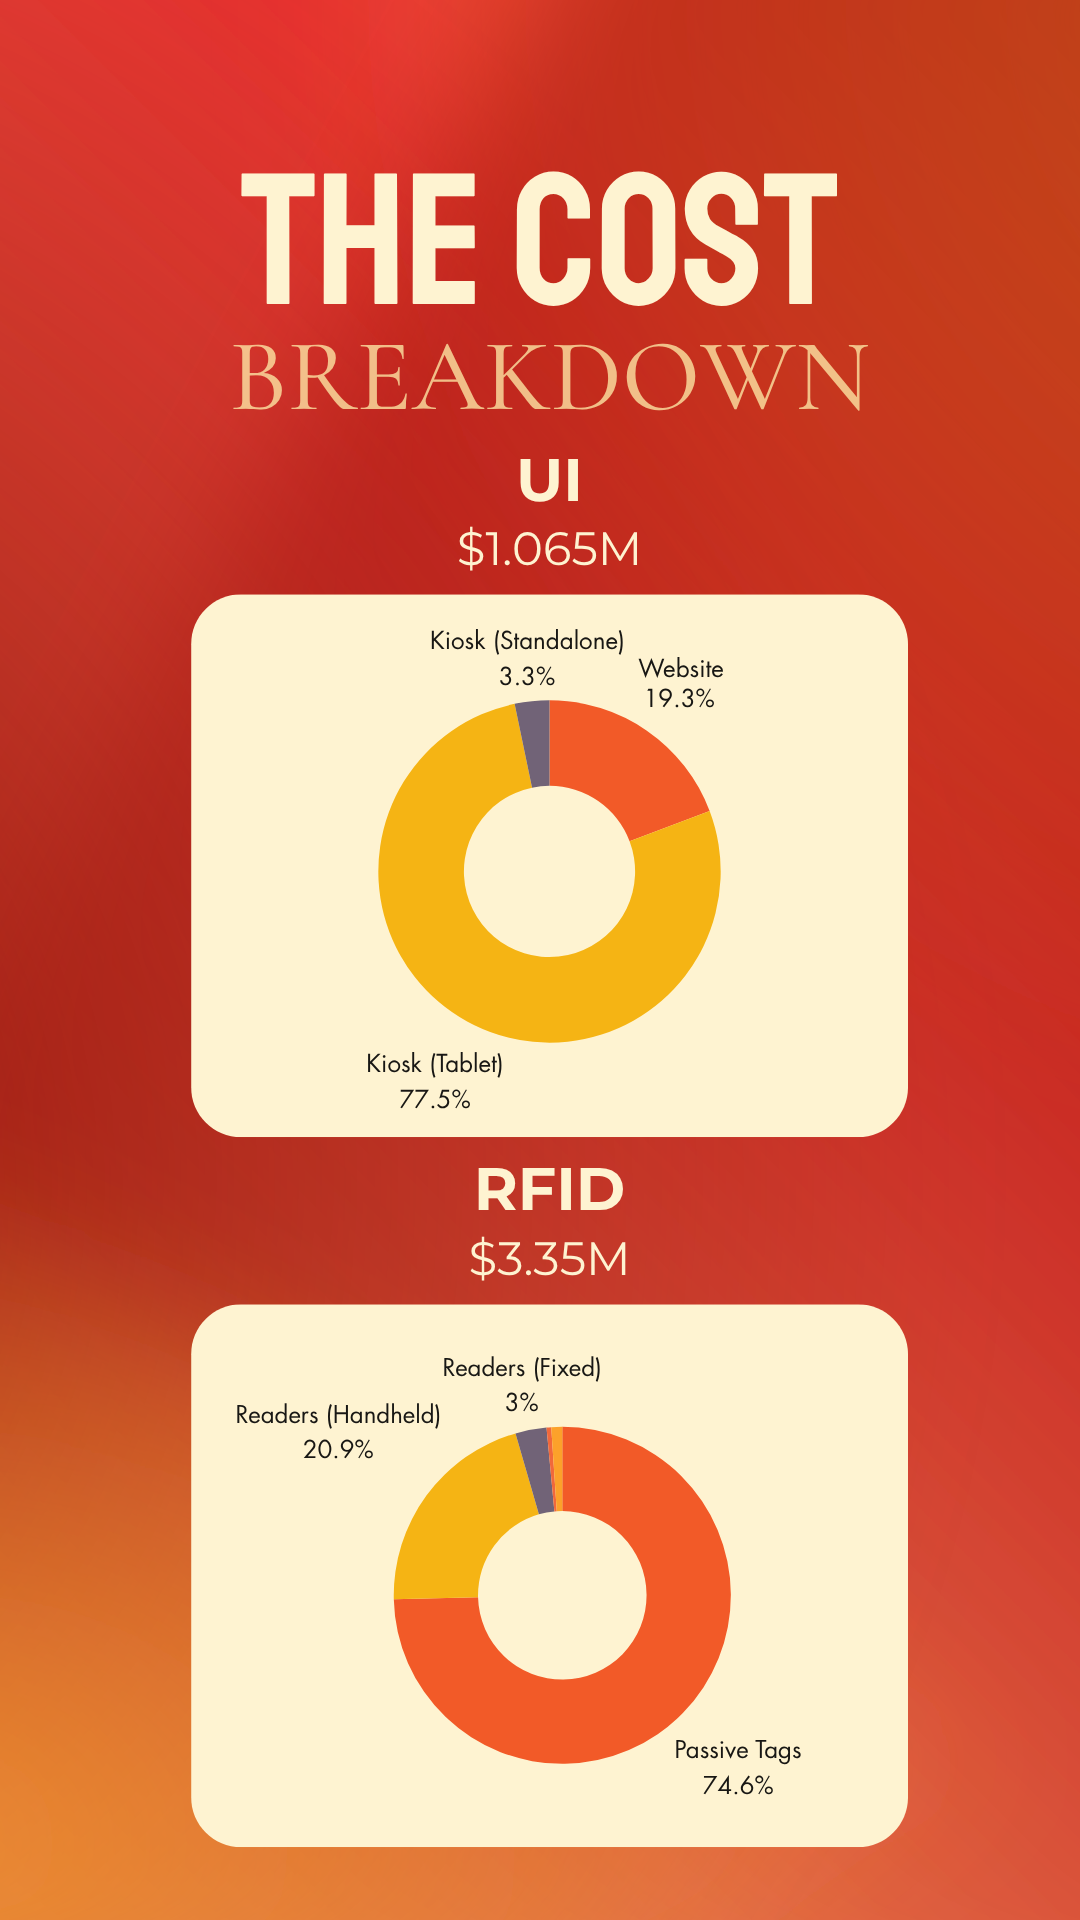 THE COST
BREAKDOWN
UI
$1.065M
Kiosk (Standalone)
3.3%
Website
19.3%
Kiosk (Tablet)
77.5%
RFID
$3.35M
Readers (Fixed)
3%
Readers (Handheld)
20.9%
Passive Tags
74.6%